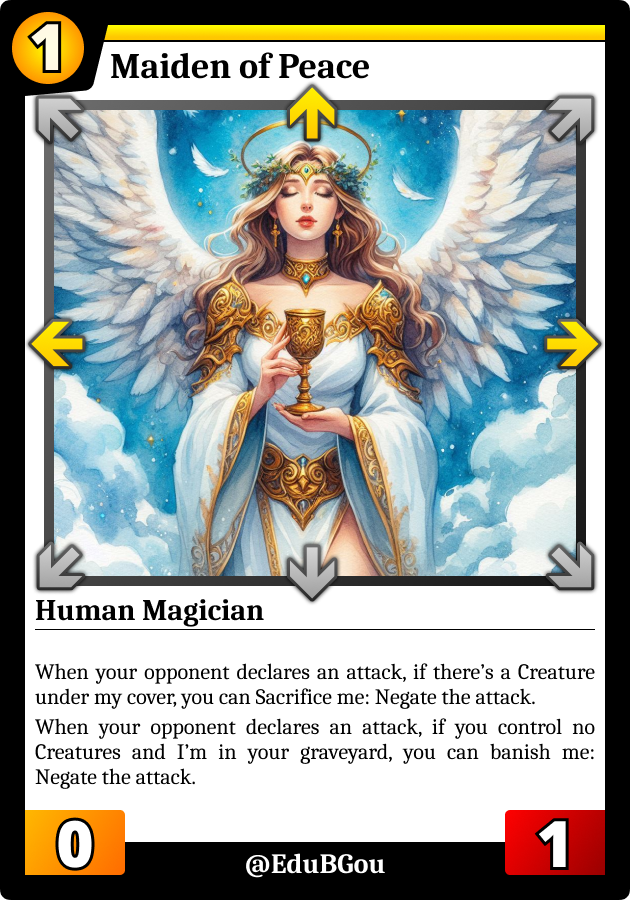 1
Maiden of Peace
Human Magician
When your opponent declares an attack, if there’s a Creature
under my cover, you can Sacrifice me: Negate the attack.
When your opponent declares an attack, if you control no
Creatures and I’m in your graveyard, you can banish me:
Negate the attack.
0
@EduBGou
1